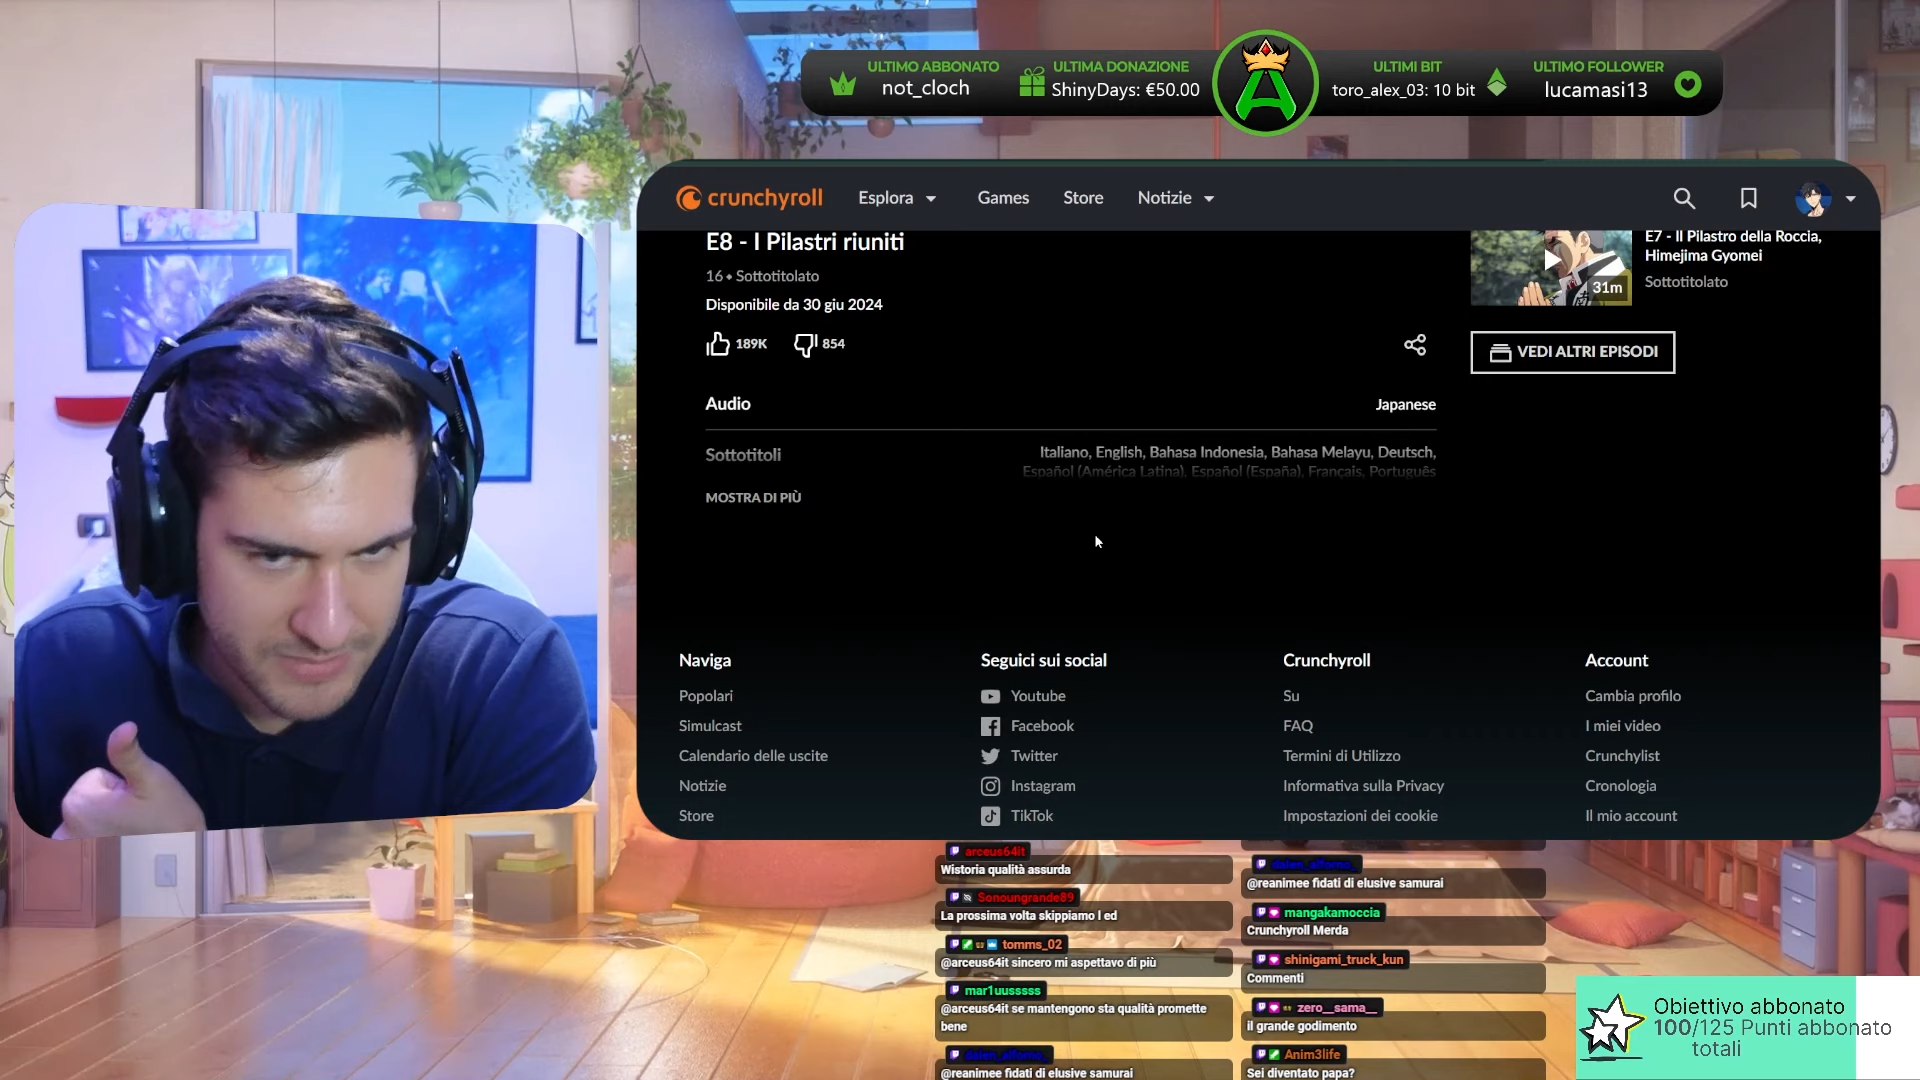 ULTIMO ABBONATO
not_cloch
ULTIMA DONAZIONE
ShinyDays: €50.00
ULTIMI BIT
toro_alex_03: 10 bit
ULTIMO FOLLOWER
lucamasi13
crunchyroll
Esplora
Games
Store
Notizie
E8 - I Pilastri riuniti
16 • Sottotitolato
Disponibile da 30 giu 2024
189K
854
Audio
Japanese
Sottotitoli
Italiano, English, Bahasa Indonesia, Bahasa Melayu, Deutsch,
Español (América Latina), Español (España), Français, Português
MOSTRA DI PIÙ
31m
E7 - Il Pilastro della Roccia,
Himejima Gyomei
Sottotitolato
VEDI ALTRI EPISODI
Naviga
Popolari
Simulcast
Calendario delle uscite
Notizie
Store
Seguici sui social
Youtube
Facebook
Twitter
Instagram
TikTok
Crunchyroll
Su
FAQ
Termini di Utilizzo
Informativa sulla Privacy
Impostazioni dei cookie
Account
Cambia profilo
I miei video
Crunchylist
Cronologia
Il mio account
arceus64it
Wistoria qualità assurda
Sonoungrande89
La prossima volta skippiamo l ed
tomms_02
@arceus64it sincero mi aspettavo di più
mar1uusssss
@arceus64it se mantengono sta qualità promette
bene
@reanimee fidati di elusive samurai
@reanimee fidati di elusive samurai
mangakamoccia
Crunchyroll Merda
shinigami_truck_kun
Commenti
zero__sama__
il grande godimento
Anim3life
Sei diventato papa?
Obiettivo abbonato
100/125 Punti abbonato
totali